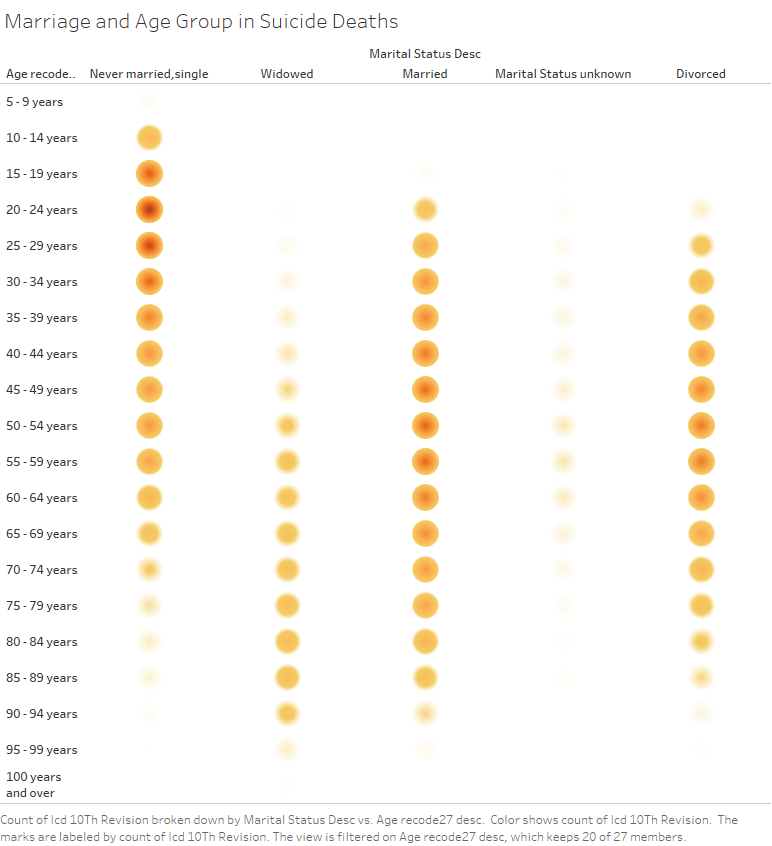 Marriage and Age Group in Suicide Deaths
Marital Status Desc
Age recode.. Never married,single Widowed Married Marital Status unknown Divorced
5 - 9 years
10 - 14 years
15 - 19 years
20 - 24 years
25 - 29 years
30 - 34 years
35 - 39 years
40 - 44 years
45 - 49 years
50 - 54 years
55 - 59 years
60 - 64 years
65 - 69 years
70 - 74 years
75 - 79 years
80 - 84 years
85 - 89 years
90 - 94 years
95 - 99 years
100 years
and over
Count of Icd 10Th Revision broken down by Marital Status Desc vs. Age recode27 desc.  Color shows count of Icd 10Th Revision.  The
marks are labeled by count of Icd 10Th Revision. The view is filtered on Age recode27 desc, which keeps 20 of 27 members.